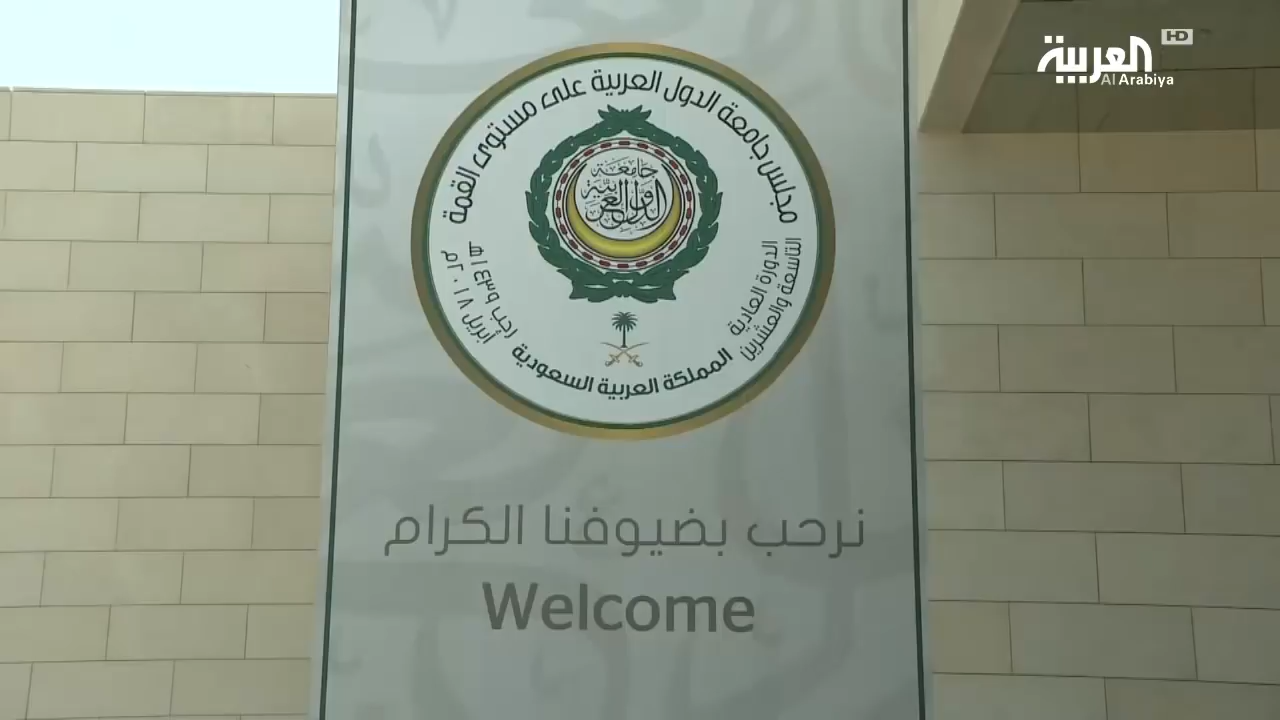 العربية HD
Al Arabiya
مجلس جامعة الدول العربية على مستوى القمة
جامعة
الدول العربية
الدورة العادية
التاسعة والعشرين
رجب ١٤٣٩هـ
أبريل ٢٠١٨م
المملكة العربية السعودية
نرحب بضيوفنا الكرام
Welcome